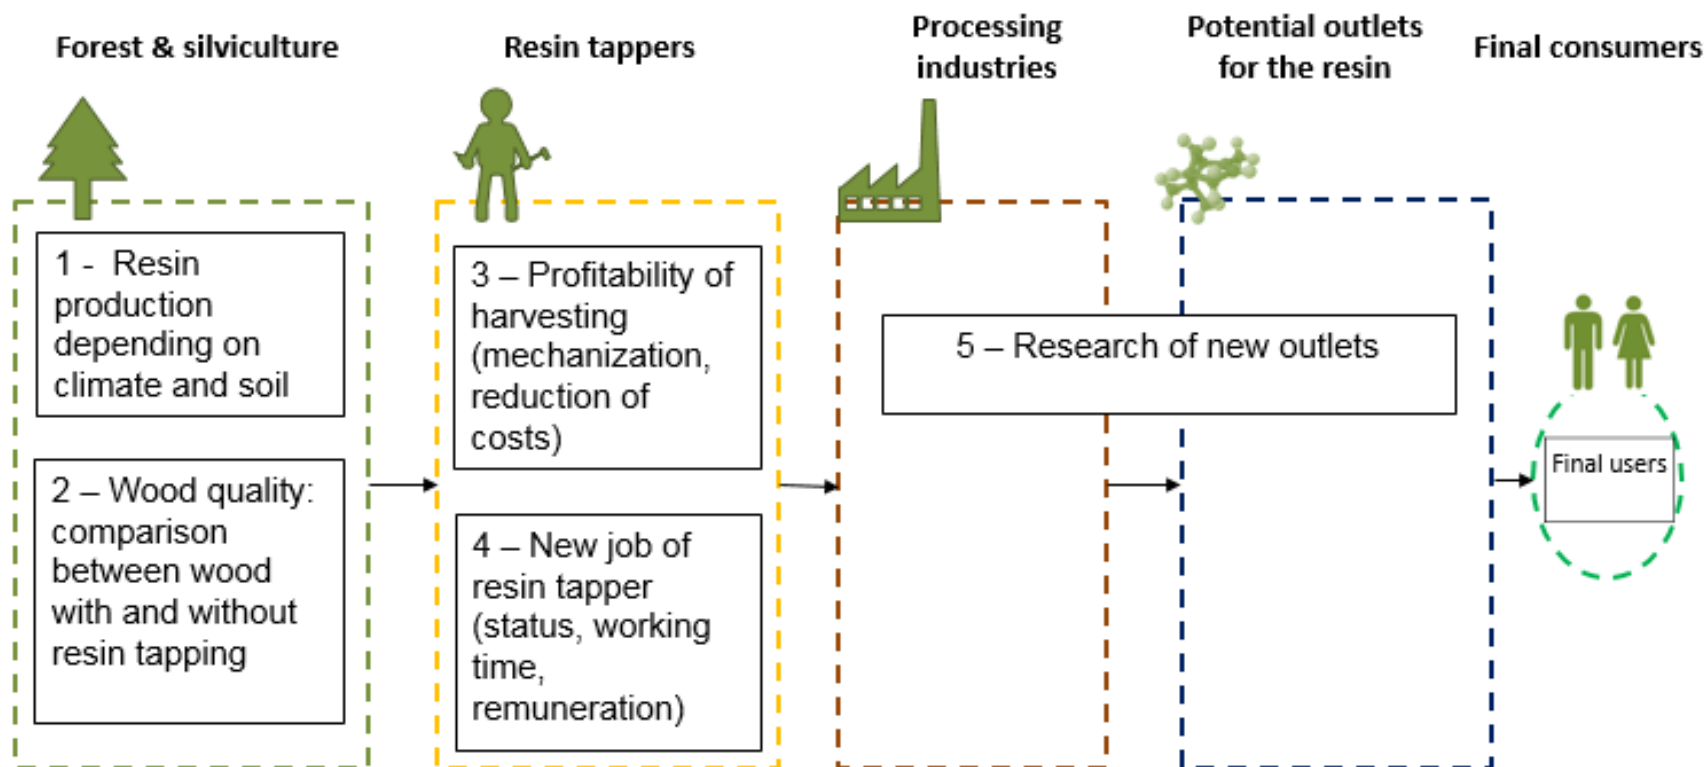 Forest & silviculture
Resin tappers
Processing
industries
Potential outlets
for the resin
Final consumers
1 -  Resin
production
depending on
climate and soil
2 – Wood quality:
comparison
between wood
with and without
resin tapping
3 – Profitability of
harvesting
(mechanization,
reduction of
costs)
4 – New job of
resin tapper
(status, working
time,
remuneration)
5 – Research of new outlets
Final users